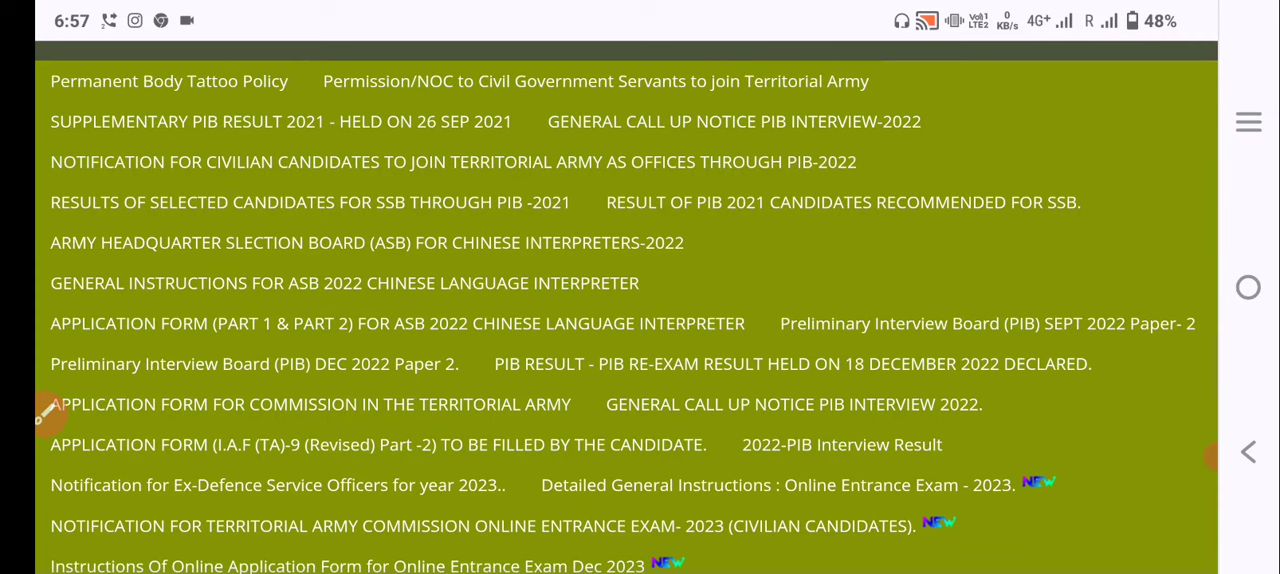 6:57 Vo) 1 LTE2 0 KB/s 4G+ R 48%
Permanent Body Tattoo Policy Permission/NOC to Civil Government Servants to join Territorial Army
SUPPLEMENTARY PIB RESULT 2021 - HELD ON 26 SEP 2021 GENERAL CALL UP NOTICE PIB INTERVIEW-2022
NOTIFICATION FOR CIVILIAN CANDIDATES TO JOIN TERRITORIAL ARMY AS OFFICES THROUGH PIB-2022
RESULTS OF SELECTED CANDIDATES FOR SSB THROUGH PIB -2021 RESULT OF PIB 2021 CANDIDATES RECOMMENDED FOR SSB.
ARMY HEADQUARTER SLECTION BOARD (ASB) FOR CHINESE INTERPRETERS-2022
GENERAL INSTRUCTIONS FOR ASB 2022 CHINESE LANGUAGE INTERPRETER
APPLICATION FORM (PART 1 & PART 2) FOR ASB 2022 CHINESE LANGUAGE INTERPRETER Preliminary Interview Board (PIB) SEPT 2022 Paper- 2
Preliminary Interview Board (PIB) DEC 2022 Paper 2. PIB RESULT - PIB RE-EXAM RESULT HELD ON 18 DECEMBER 2022 DECLARED.
APPLICATION FORM FOR COMMISSION IN THE TERRITORIAL ARMY GENERAL CALL UP NOTICE PIB INTERVIEW 2022.
APPLICATION FORM (I.A.F (TA)-9 (Revised) Part -2) TO BE FILLED BY THE CANDIDATE. 2022-PIB Interview Result
Notification for Ex-Defence Service Officers for year 2023.. Detailed General Instructions : Online Entrance Exam - 2023. NEW
NOTIFICATION FOR TERRITORIAL ARMY COMMISSION ONLINE ENTRANCE EXAM- 2023 (CIVILIAN CANDIDATES). NEW
Instructions Of Online Application Form for Online Entrance Exam Dec 2023 NEW